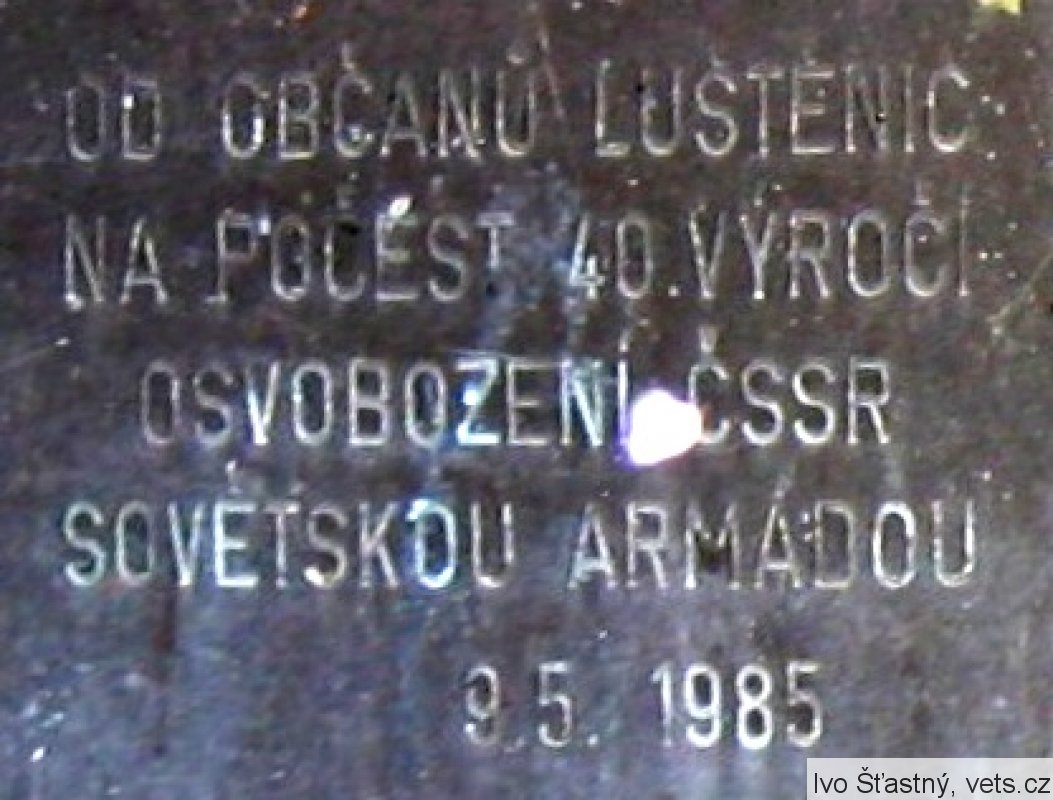 OD OBČANŮ LUŠTĚNIC
NA POČEST 40.VÝROČÍ
OSVOBOZENÍ ČSSR
SOVĚTSKOU ARMÁDOU
9.5. 1985
Ivo Šťastný, vets.cz